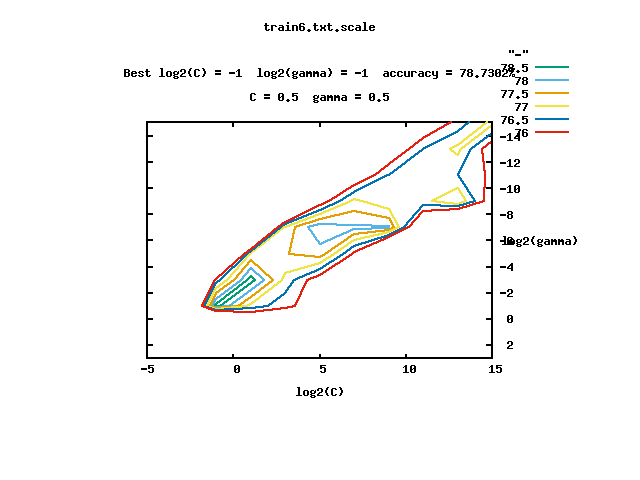 train6.txt.scale
"-"
Best log2(C) = -1  log2(gamma) = -1  accuracy = 78.7302%
78.5
78
77.5
C = 0.5  gamma = 0.5
77
76.5
76
-14
-12
-10
-8
-6
log2(gamma)
-4
-2
0
2
-5 0 5 10 15
log2(C)